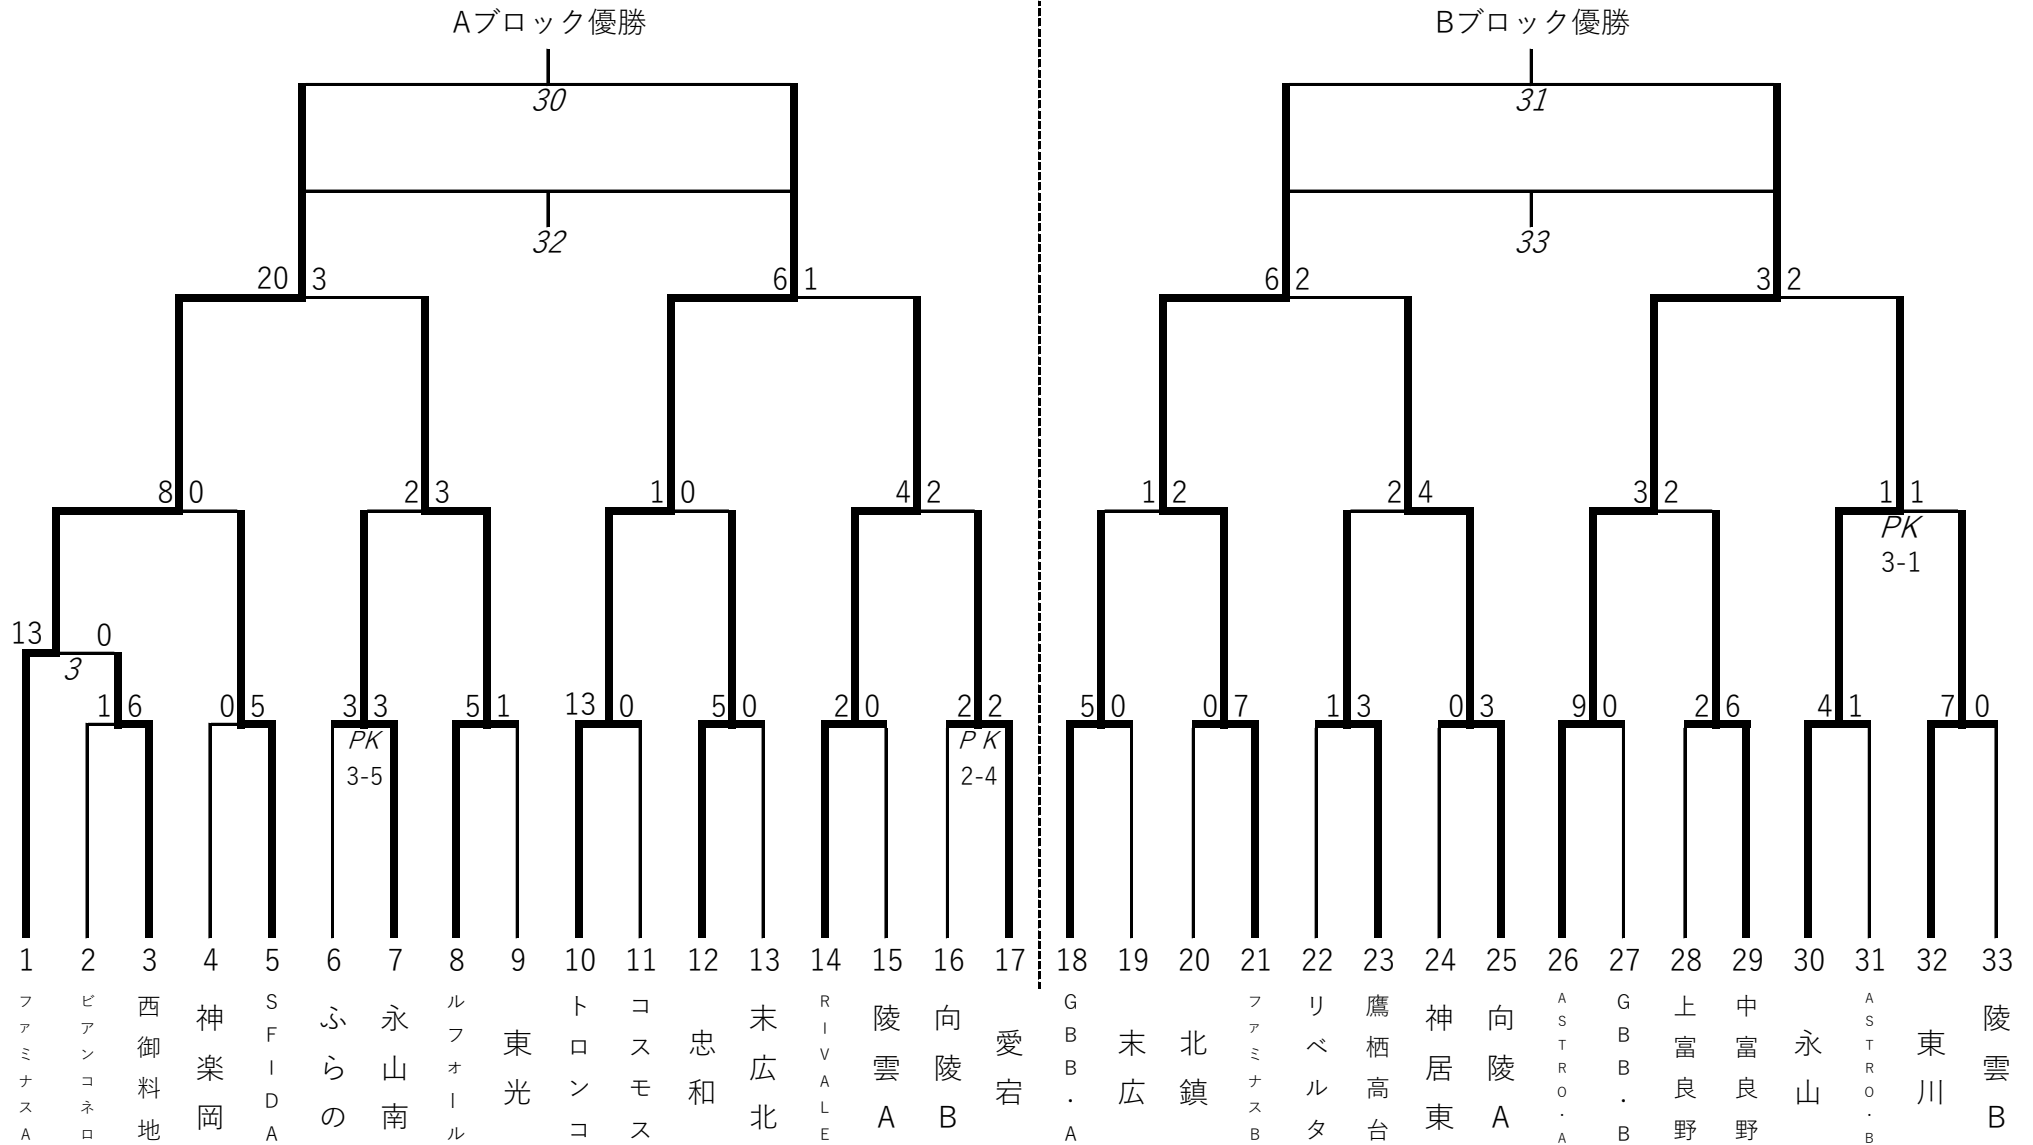 Aブロック優勝 Bブロック優勝
30 31
32 33
20 3 6 1 6 2 3 2
8 0 2 3 1 0 4 2 1 2 2 4 3 2 1 1
PK
3-1
13 0
3
1 6 0 5 3 3 5 1 13 0 5 0 2 0 2 2 5 0 0 7 1 3 0 3 9 0 2 6 4 1 7 0
PK PK
3-5 2-4
1 2 3 4 5 6 7 8 9 10 11 12 13 14 15 16 17 18 19 20 21 22 23 24 25 26 27 28 29 30 31 32 33
ファミナスA
ビアンコネロ
西御料地
神楽岡
SFIDA
ふらの
永山南
ルフオール
東光
トロンコ
コスモス
忠和
末広北
RIVALE
陵雲A
向陵B
愛宕
GBB.A
末広
北鎮
ファミナスB
リベルタ
鷹栖高台
神居東
向陵A
ASTRO.A
GBB.B
上富良野
中富良野
永山
ASTRO.B
東川
陵雲B